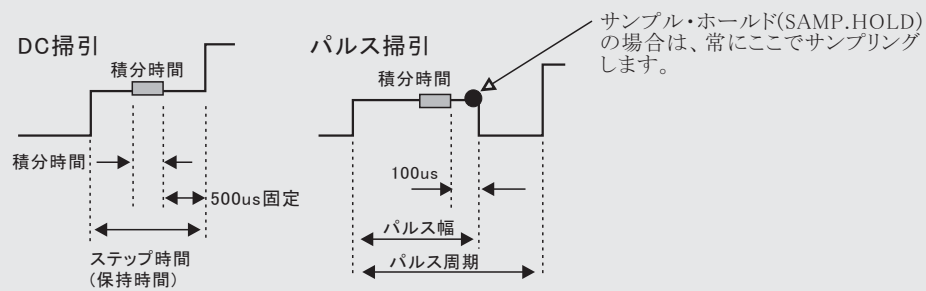 DC掃引
積分時間
積分時間
500us固定
ステップ時間
(保持時間)
パルス掃引
積分時間
100us
パルス幅
パルス周期
サンプル・ホールド(SAMP.HOLD)
の場合は、常にここでサンプリング
します。